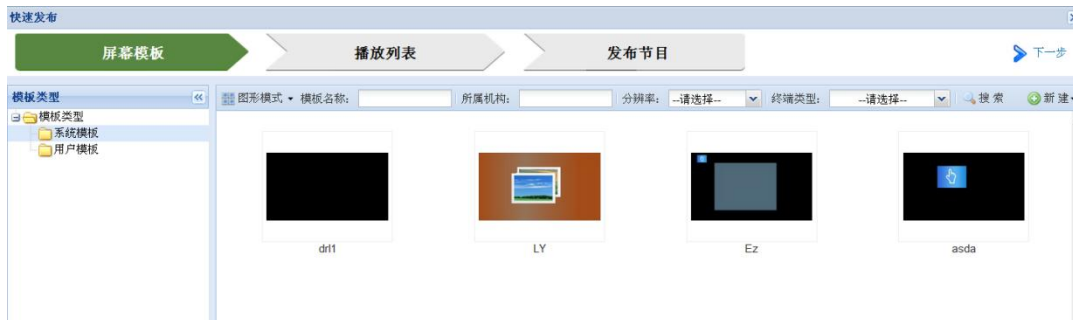 快速发布
屏幕模板 播放列表 发布节目 下一步
模板类型 图形模式 模板名称: 所属机构: 分辨率: --请选择-- 终端类型: --请选择-- 搜索 新建
模板类型
系统模板
用户模板
drl1 LY Ez asda